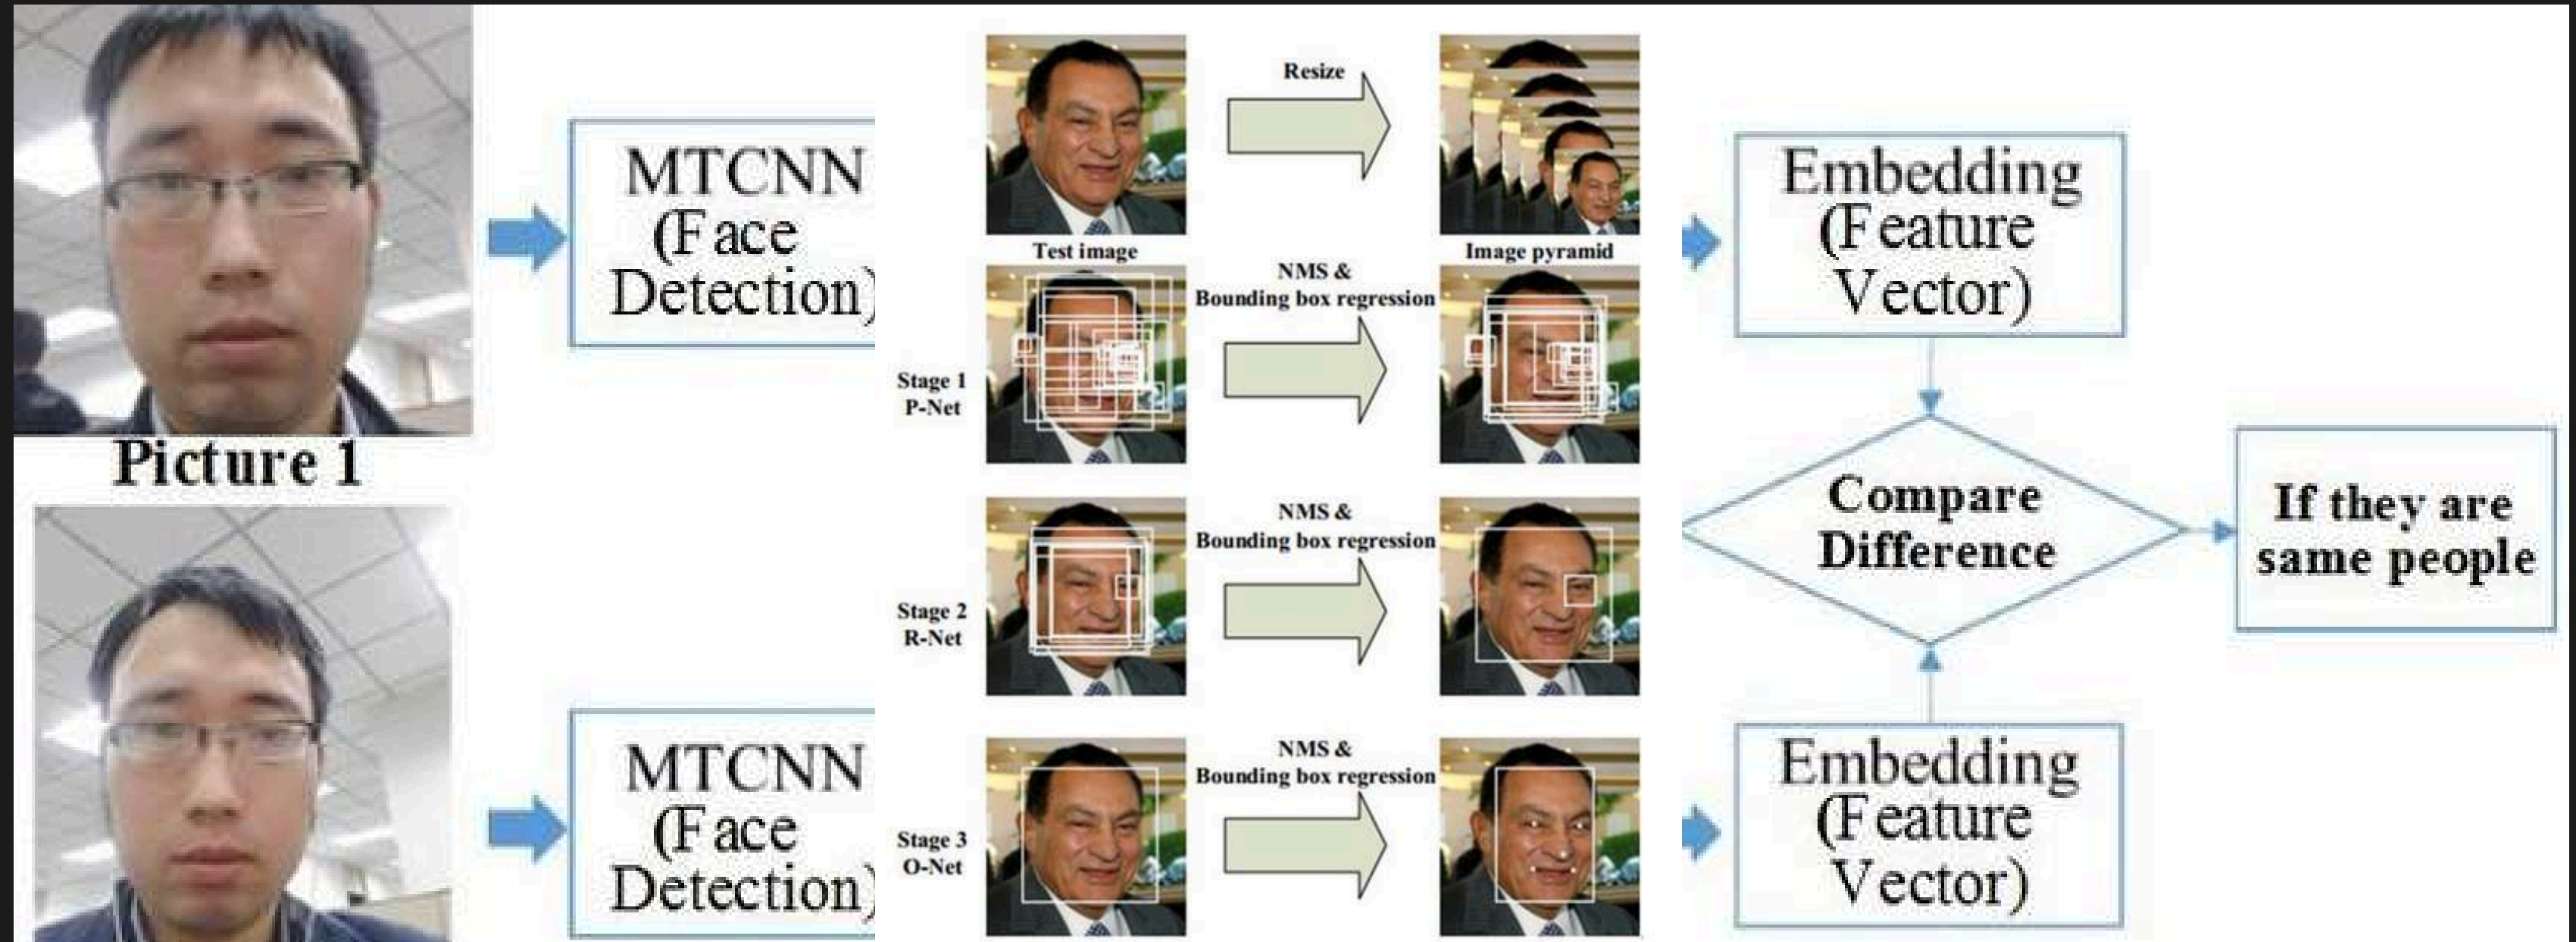 Picture 1
MTCNN
(Face
Detection)
MTCNN
(Face
Detection)
Resize
Test image
Image pyramid
NMS &
Bounding box regression
Stage 1
P-Net
NMS &
Bounding box regression
Stage 2
R-Net
NMS &
Bounding box regression
Stage 3
O-Net
Embedding
(Feature
Vector)
Compare
Difference
If they are
same people
Embedding
(Feature
Vector)